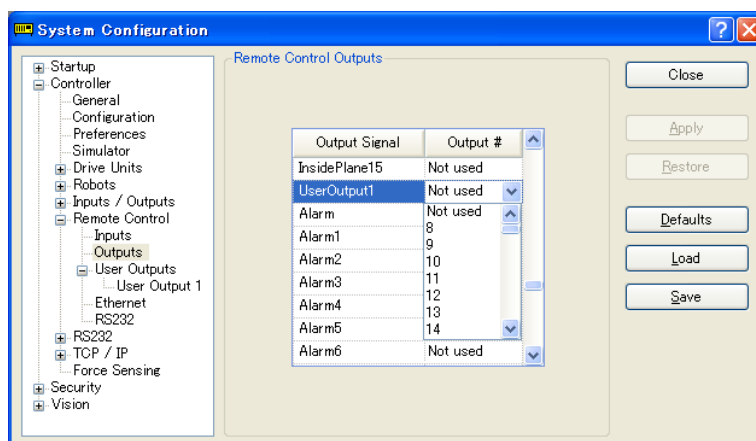 System Configuration
Startup
Controller
General
Configuration
Preferences
Simulator
Drive Units
Robots
Inputs / Outputs
Remote Control
Inputs
Outputs
User Outputs
User Output 1
Ethernet
RS232
RS232
TCP / IP
Force Sensing
Security
Vision
Remote Control Outputs
Output Signal Output #
InsidePlane15 Not used
UserOutput1 Not used
Alarm
Alarm1
Alarm2
Alarm3
Alarm4
Alarm5
Alarm6 Not used
Not used
8
9
10
11
12
13
14
Close
Apply
Restore
Defaults
Load
Save